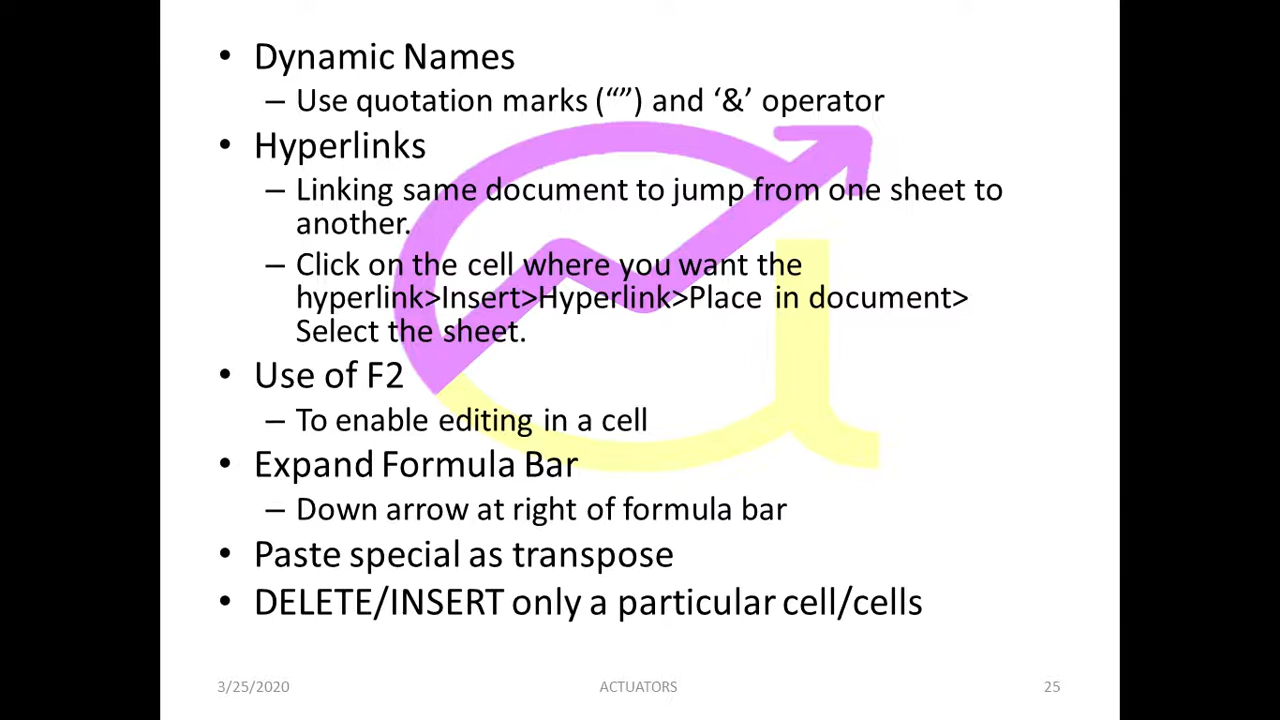 • Dynamic Names
– Use quotation marks (“”) and ‘&’ operator
• Hyperlinks
– Linking same document to jump from one sheet to
another.
– Click on the cell where you want the
hyperlink>Insert>Hyperlink>Place in document>
Select the sheet.
• Use of F2
– To enable editing in a cell
• Expand Formula Bar
– Down arrow at right of formula bar
• Paste special as transpose
• DELETE/INSERT only a particular cell/cells
3/25/2020 ACTUATORS 25